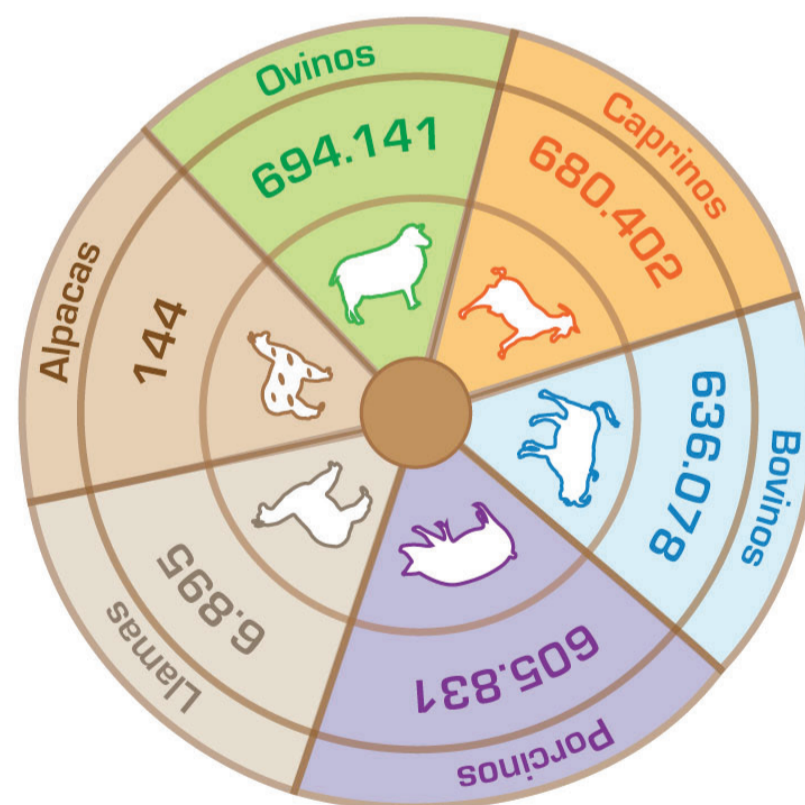 Ovinos
694.141
Caprinos
680.402
Bovinos
636.078
Porcinos
605.831
Llamas
6.895
Alpacas
144